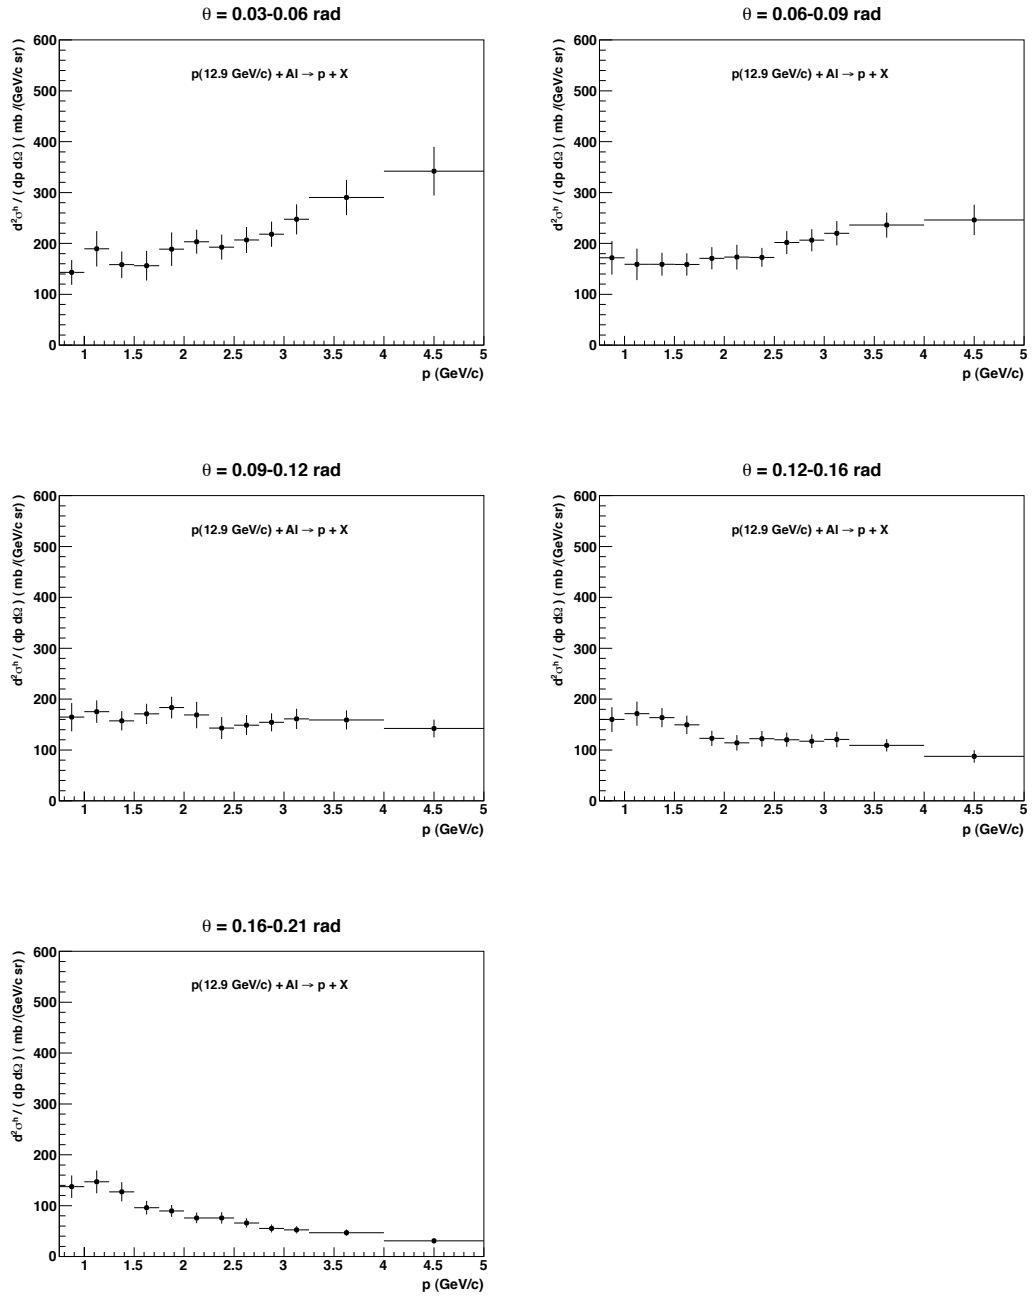 θ = 0.03-0.06 rad
p(12.9 GeV/c) + Al → p + X
d²σʰ / ( dp dΩ ) ( mb /(GeV/c sr))
600
500
400
300
200
100
0
1 1.5 2 2.5 3 3.5 4 4.5 5
p (GeV/c)
θ = 0.06-0.09 rad
p(12.9 GeV/c) + Al → p + X
d²σʰ / ( dp dΩ ) ( mb /(GeV/c sr))
600
500
400
300
200
100
0
1 1.5 2 2.5 3 3.5 4 4.5 5
p (GeV/c)
θ = 0.09-0.12 rad
p(12.9 GeV/c) + Al → p + X
d²σʰ / ( dp dΩ ) ( mb /(GeV/c sr))
600
500
400
300
200
100
0
1 1.5 2 2.5 3 3.5 4 4.5 5
p (GeV/c)
θ = 0.12-0.16 rad
p(12.9 GeV/c) + Al → p + X
d²σʰ / ( dp dΩ ) ( mb /(GeV/c sr))
600
500
400
300
200
100
0
1 1.5 2 2.5 3 3.5 4 4.5 5
p (GeV/c)
θ = 0.16-0.21 rad
p(12.9 GeV/c) + Al → p + X
d²σʰ / ( dp dΩ ) ( mb /(GeV/c sr))
600
500
400
300
200
100
0
1 1.5 2 2.5 3 3.5 4 4.5 5
p (GeV/c)